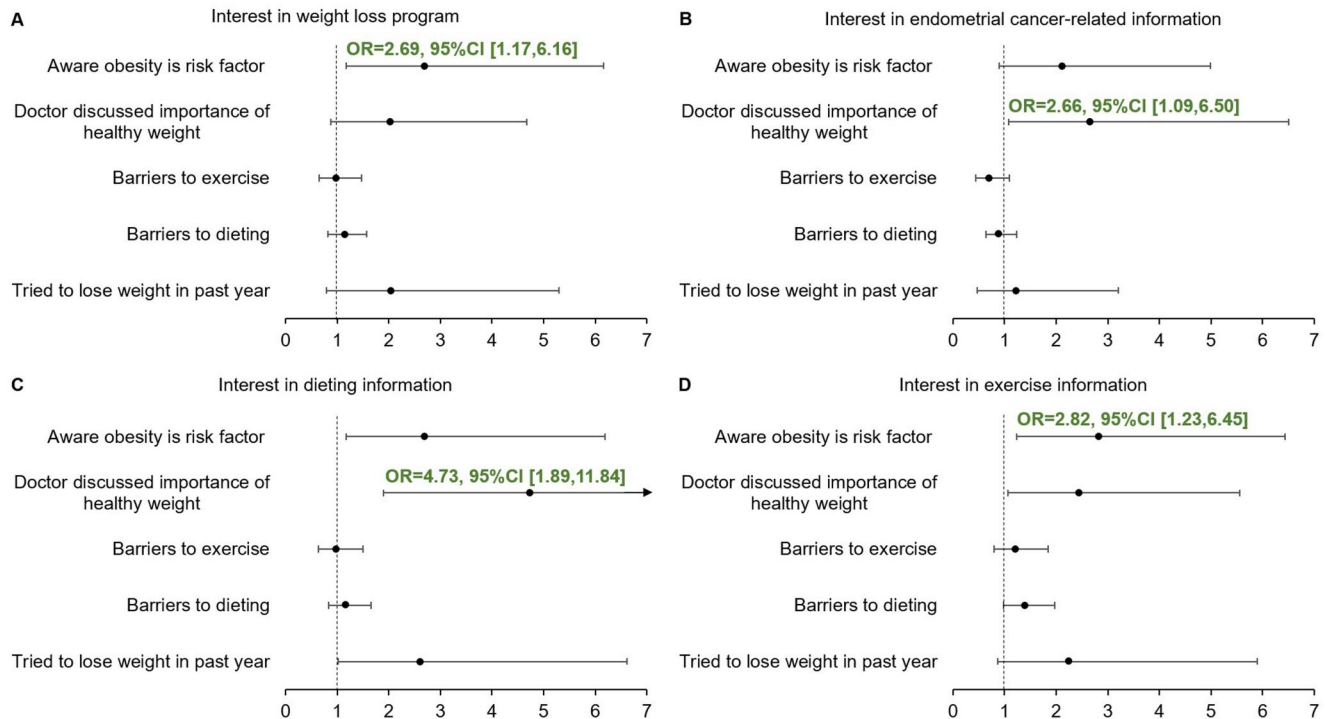 A
Interest in weight loss program
OR=2.69, 95%CI [1.17,6.16]
Aware obesity is risk factor
Doctor discussed importance of
healthy weight
Barriers to exercise
Barriers to dieting
Tried to lose weight in past year
0 1 2 3 4 5 6 7
B
Interest in endometrial cancer-related information
Aware obesity is risk factor
OR=2.66, 95%CI [1.09,6.50]
Doctor discussed importance of
healthy weight
Barriers to exercise
Barriers to dieting
Tried to lose weight in past year
0 1 2 3 4 5 6 7
C
Interest in dieting information
Aware obesity is risk factor
OR=4.73, 95%CI [1.89,11.84]
Doctor discussed importance of
healthy weight
Barriers to exercise
Barriers to dieting
Tried to lose weight in past year
0 1 2 3 4 5 6 7
D
Interest in exercise information
OR=2.82, 95%CI [1.23,6.45]
Aware obesity is risk factor
Doctor discussed importance of
healthy weight
Barriers to exercise
Barriers to dieting
Tried to lose weight in past year
0 1 2 3 4 5 6 7